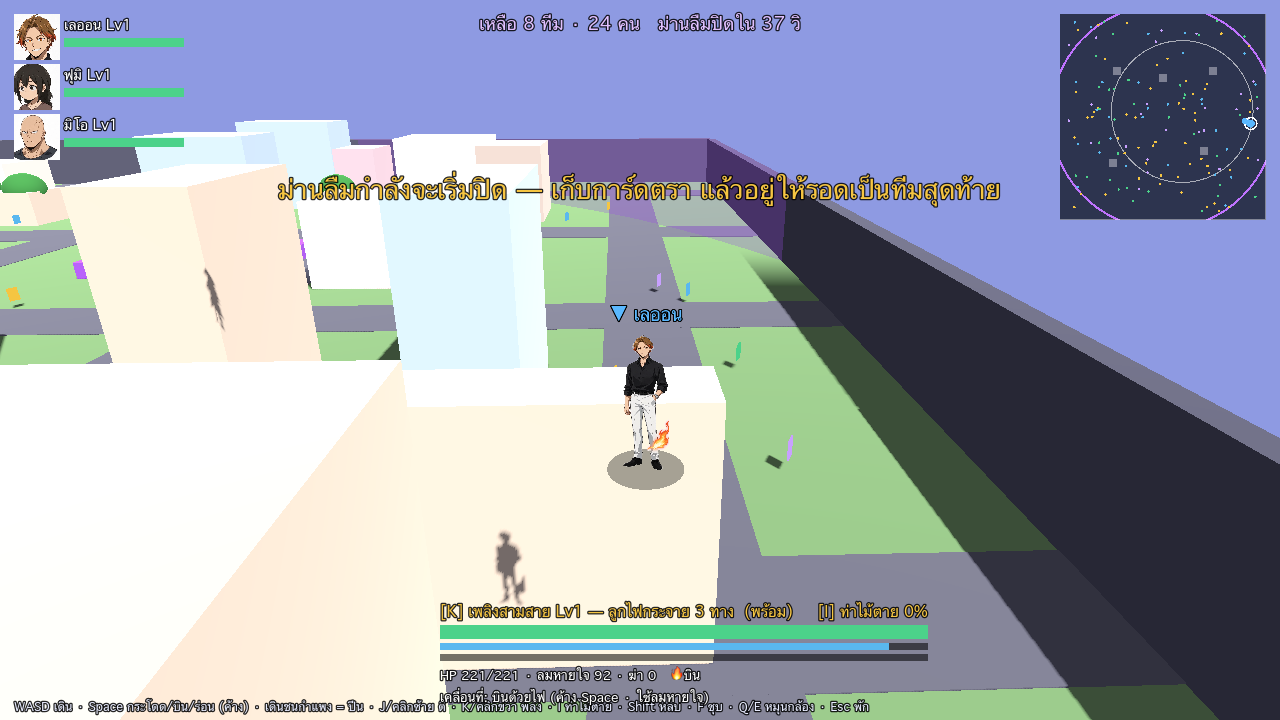 เลออน Lv1
ฟุมิ Lv1
มิโอ Lv1
เหลือ 8 ทีม · 24 คน ม่านลืมปิดใน 37 วิ
ม่านลืมกำลังจะเริ่มปิด — เก็บการ์ดตรา แล้วอยู่ให้รอดเป็นทีมสุดท้าย
▼ เลออน
[K] เพลิงสามสาย Lv1 — ลูกไฟกระจาย 3 ทาง (พร้อม) [I] ท่าไม้ตาย 0%
HP 221/221 · ลมหายใจ 92 · ฆ่า 0 🔥บิน
เคลื่อนที่: บินด้วยไฟ (ค้าง Space · ใช้ลมหายใจ)
WASD เดิน · Space กระโดด/บิน/ร่อน (ค้าง) · เดินชนกำแพง = ปีน · J/คลิกซ้าย ตี · K/คลิกขวา พลัง · I ท่าไม้ตาย · Shift หลบ · F ชุบ · Q/E หมุนกล้อง · Esc พัก